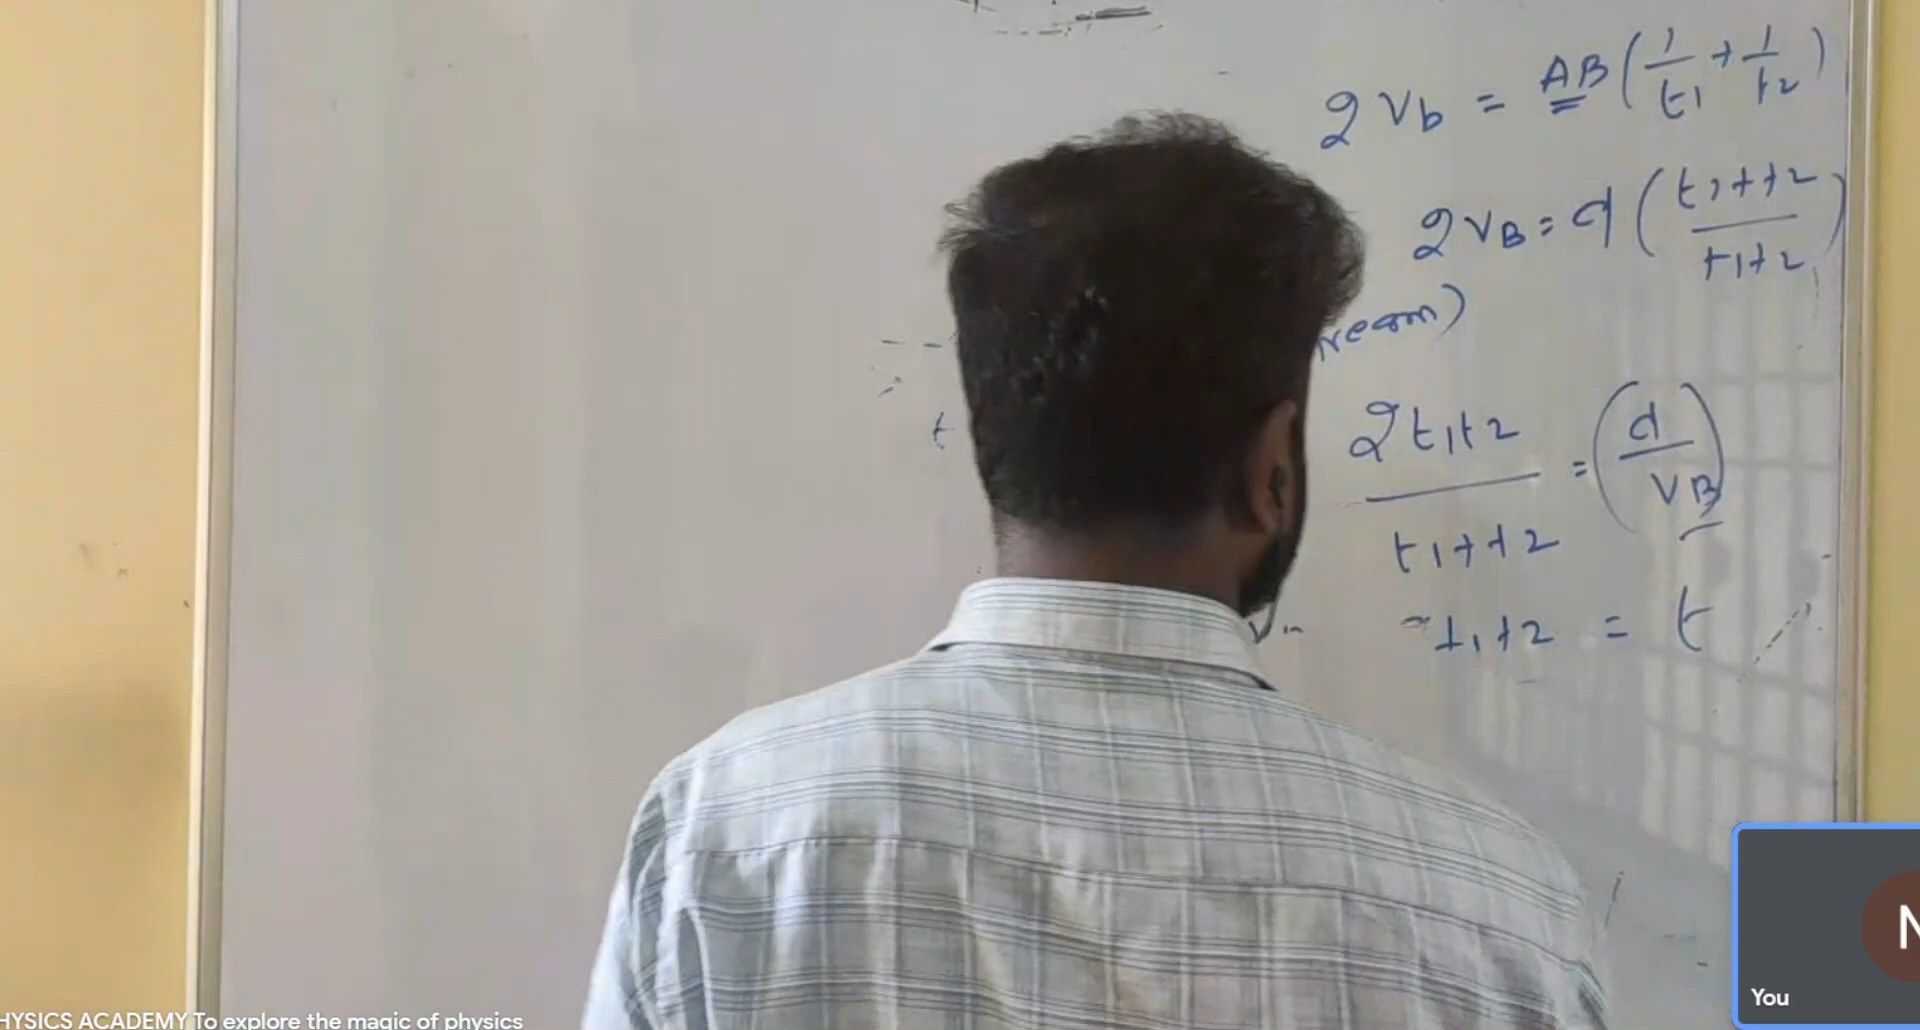 2 Vb = AB ( 1/t1 + 1/t2 )
2 VB = d ( t1+t2 / t1t2 )
2t1t2 / t1+t2 = ( d / VB )
t1t2 = t
t
You
N
HYSICS ACADEMY To explore the magic of physics